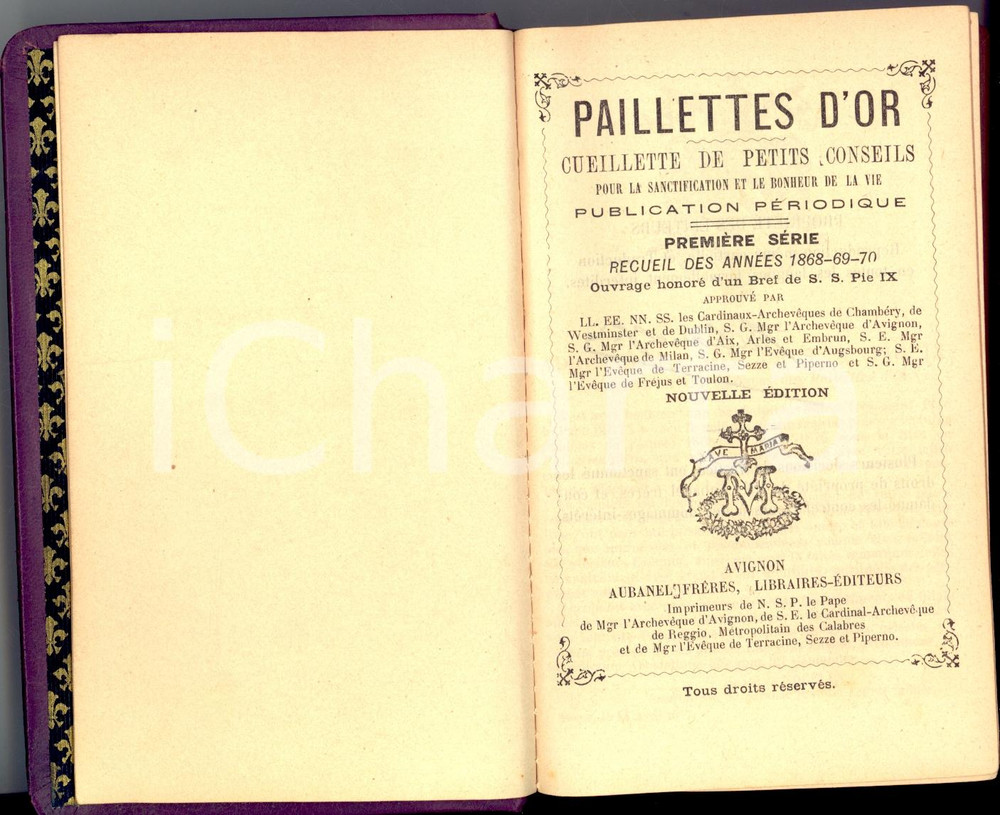 PAILLETTES D'OR
CUEILLETTE DE PETITS CONSEILS
POUR LA SANCTIFICATION ET LE BONHEUR DE LA VIE
PUBLICATION PÉRIODIQUE
PREMIÈRE SÉRIE
RECUEIL DES ANNÉES 1868-69-70
Ouvrage honoré d'un Bref de S. S. Pie IX
APPROUVÉ PAR
LL. EE. NN. SS. les Cardinaux-Archevêques de Chambéry, de
Westminster et de Dublin, S. G. Mgr l'Archevêque d'Avignon,
S. G. Mgr l'Archevêque d'Aix, Arles et Embrun, S. E. Mgr
l'Archevêque de Milan, S. G. Mgr l'Evêque d'Augsbourg; S. E.
Mgr l'Evêque de Terracine, Sezze et Piperno et S. G. Mgr
l'Evêque de Fréjus et Toulon.
NOUVELLE ÉDITION
AVE MARIA
M
AVIGNON
AUBANEL FRÈRES, LIBRAIRES-ÉDITEURS
Imprimeurs de N. S. P. le Pape
de Mgr l'Archevêque d'Avignon, de S. E. le Cardinal-Archevêque
de Reggio, Métropolitain des Calabres
et de Mgr l'Evêque de Terracine, Sezze et Piperno.
Tous droits réservés.
iCharta